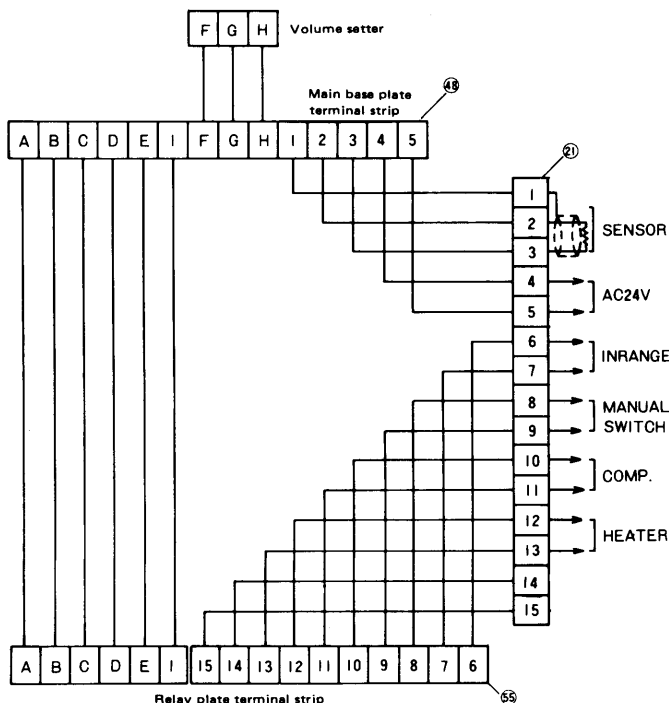 F G H Volume setter
Main base plate
terminal strip
48
A B C D E I F G H 1 2 3 4 5
21
1
2
3
SENSOR
4
5
AC24V
6
7
INRANGE
8
9
MANUAL
SWITCH
10
11
COMP.
12
13
HEATER
14
15
A B C D E I 15 14 13 12 11 10 9 8 7 6
Relay plate terminal strip
55